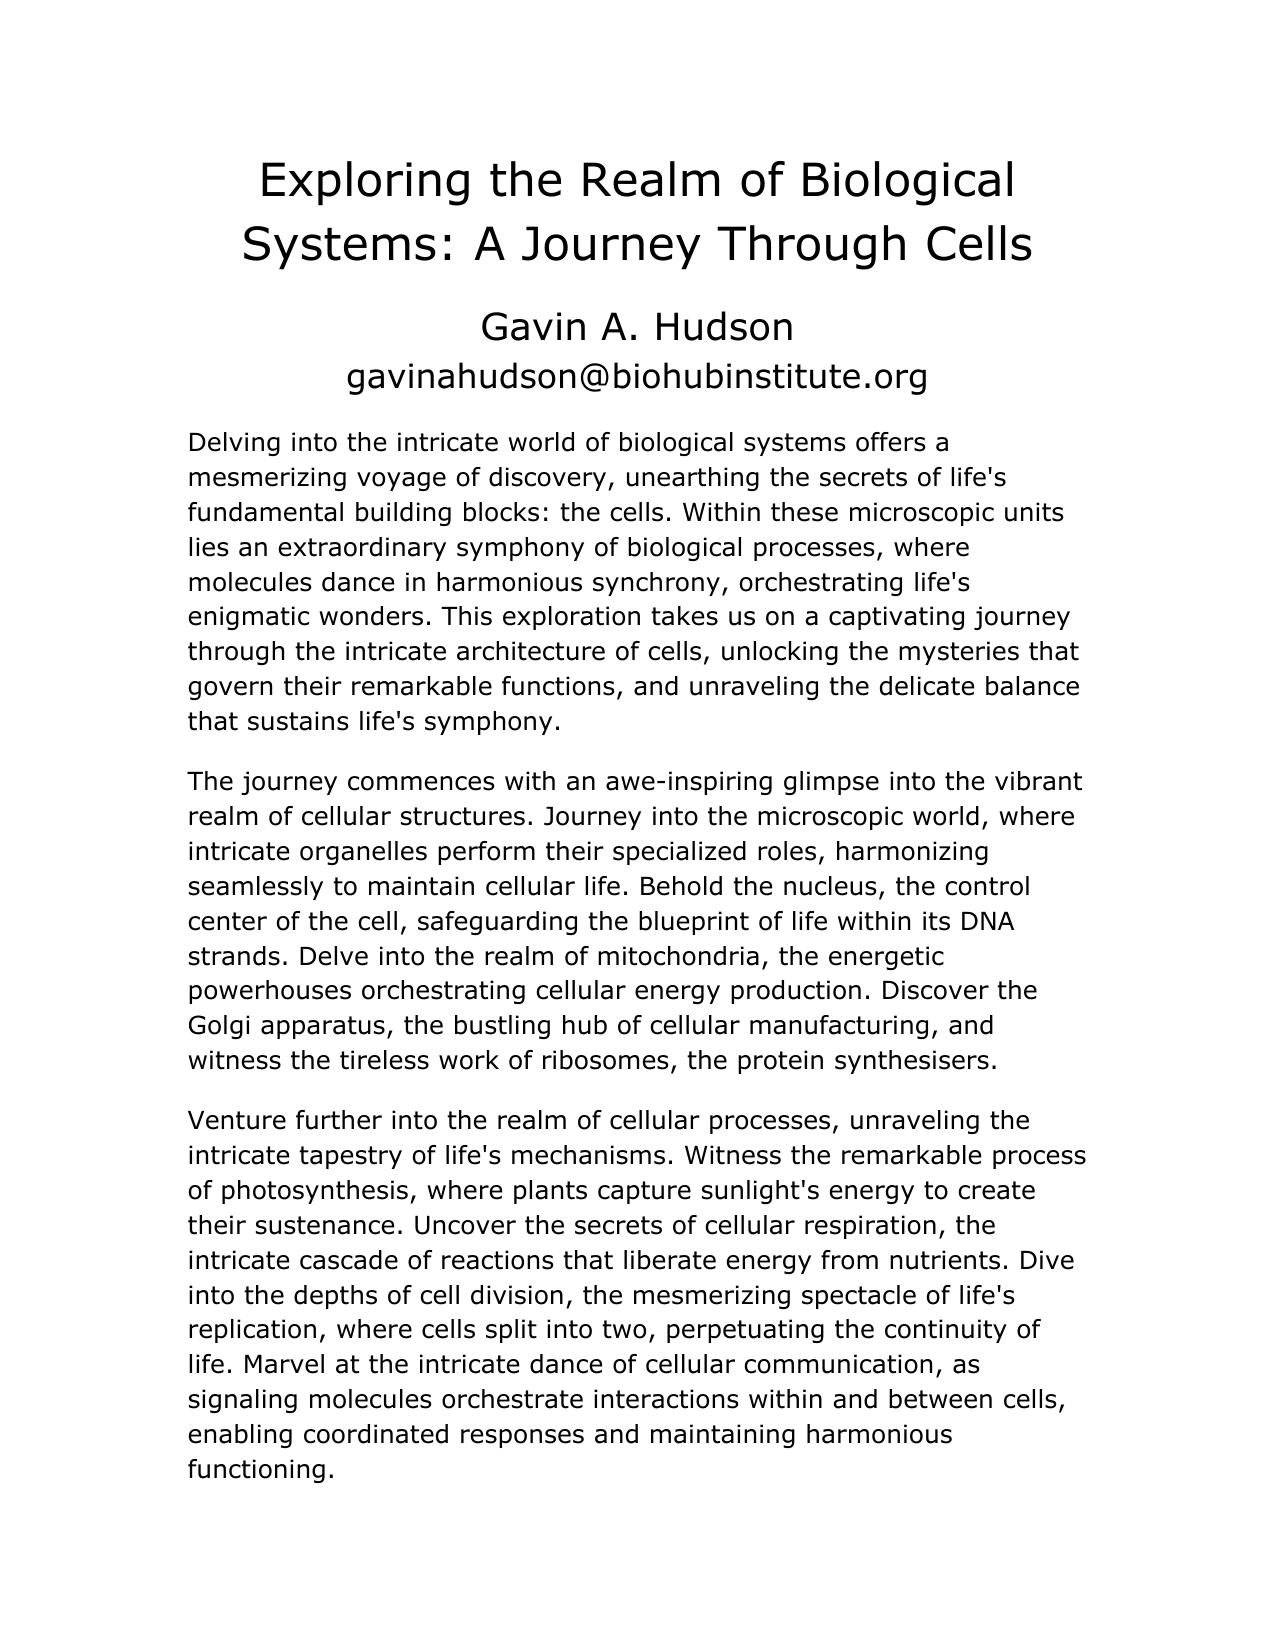 Exploring the Realm of Biological
Systems: A Journey Through Cells
Gavin A. Hudson
gavinahudson@biohubinstitute.org
Delving into the intricate world of biological systems offers a
mesmerizing voyage of discovery, unearthing the secrets of life's
fundamental building blocks: the cells. Within these microscopic units
lies an extraordinary symphony of biological processes, where
molecules dance in harmonious synchrony, orchestrating life's
enigmatic wonders. This exploration takes us on a captivating journey
through the intricate architecture of cells, unlocking the mysteries that
govern their remarkable functions, and unraveling the delicate balance
that sustains life's symphony.
The journey commences with an awe-inspiring glimpse into the vibrant
realm of cellular structures. Journey into the microscopic world, where
intricate organelles perform their specialized roles, harmonizing
seamlessly to maintain cellular life. Behold the nucleus, the control
center of the cell, safeguarding the blueprint of life within its DNA
strands. Delve into the realm of mitochondria, the energetic
powerhouses orchestrating cellular energy production. Discover the
Golgi apparatus, the bustling hub of cellular manufacturing, and
witness the tireless work of ribosomes, the protein synthesisers.
Venture further into the realm of cellular processes, unraveling the
intricate tapestry of life's mechanisms. Witness the remarkable process
of photosynthesis, where plants capture sunlight's energy to create
their sustenance. Uncover the secrets of cellular respiration, the
intricate cascade of reactions that liberate energy from nutrients. Dive
into the depths of cell division, the mesmerizing spectacle of life's
replication, where cells split into two, perpetuating the continuity of
life. Marvel at the intricate dance of cellular communication, as
signaling molecules orchestrate interactions within and between cells,
enabling coordinated responses and maintaining harmonious
functioning.